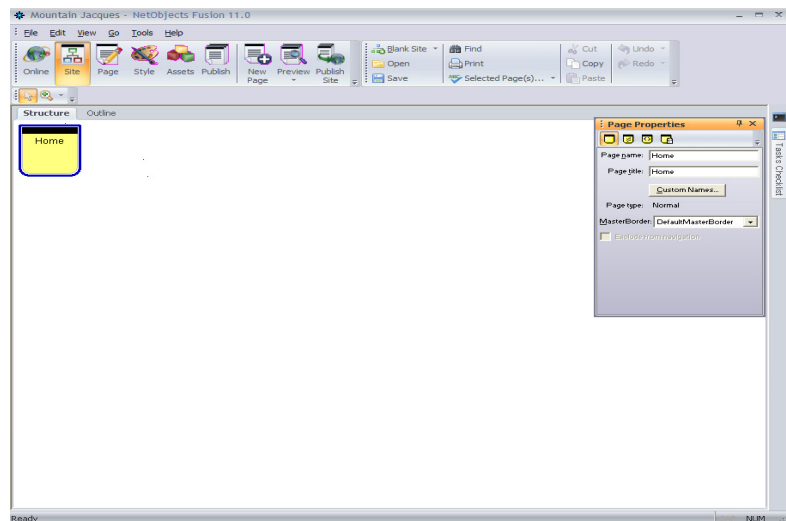 Mountain Jacques - NetObjects Fusion 11.0
File Edit View Go Tools Help
Online Site Page Style Assets Publish New Page Preview Publish Site
Blank Site Find Cut Undo
Open Print Copy Redo
Save Selected Page(s)... Paste
Structure Outline
Home
Page Properties
Page name: Home
Page title: Home
Custom Names...
Page type: Normal
MasterBorder: DefaultMasterBorder
Exclude from navigation
Tasks Checklist
Ready NUM